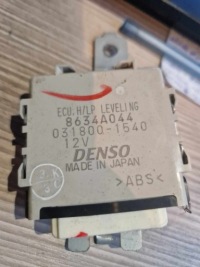 ECU,H/LP LEVELING
8634A044
031800-1540
12V
DENSO
MADE IN JAPAN
>ABS<